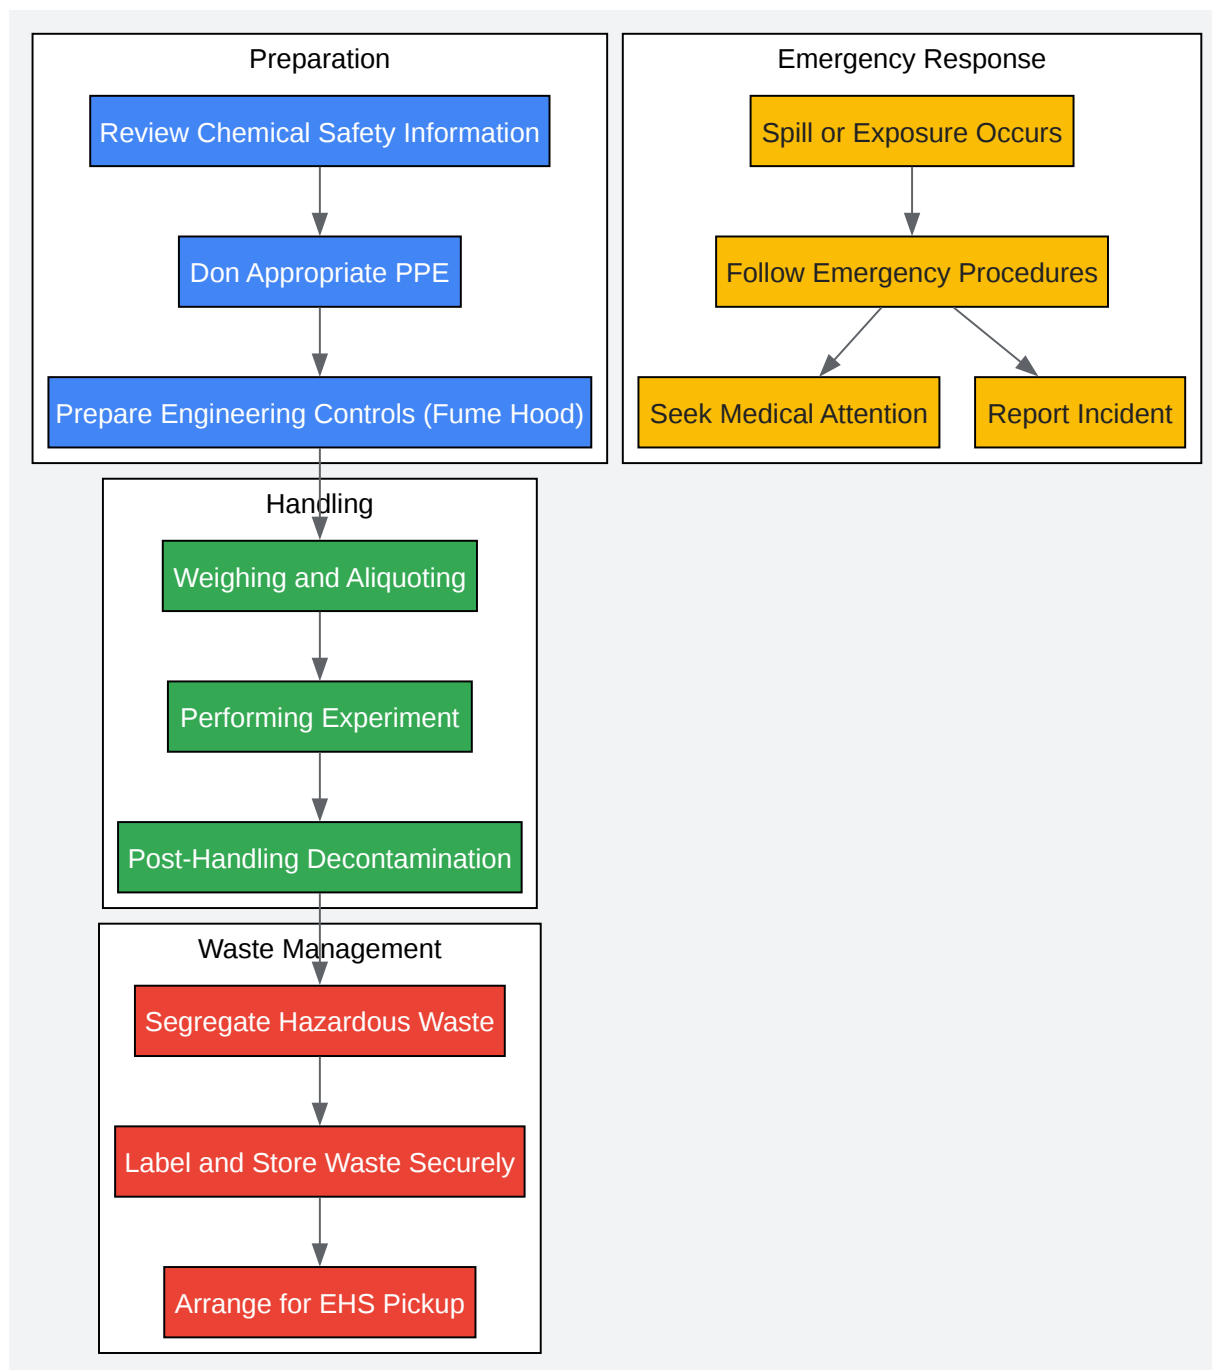 Preparation
Review Chemical Safety Information
Don Appropriate PPE
Prepare Engineering Controls (Fume Hood)
Emergency Response
Spill or Exposure Occurs
Follow Emergency Procedures
Seek Medical Attention
Report Incident
Handling
Weighing and Aliquoting
Performing Experiment
Post-Handling Decontamination
Waste Management
Segregate Hazardous Waste
Label and Store Waste Securely
Arrange for EHS Pickup